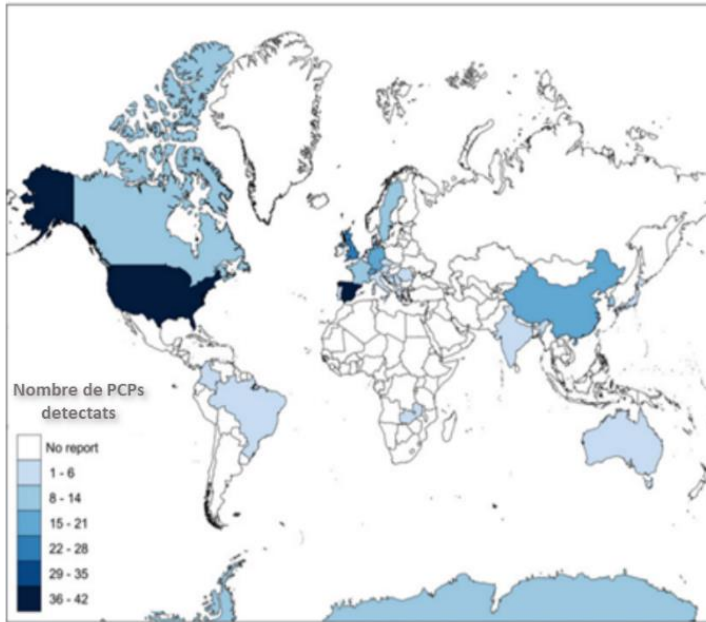 Nombre de PCPs
detectats
No report
1 - 6
8 - 14
15 - 21
22 - 28
29 - 35
36 - 42